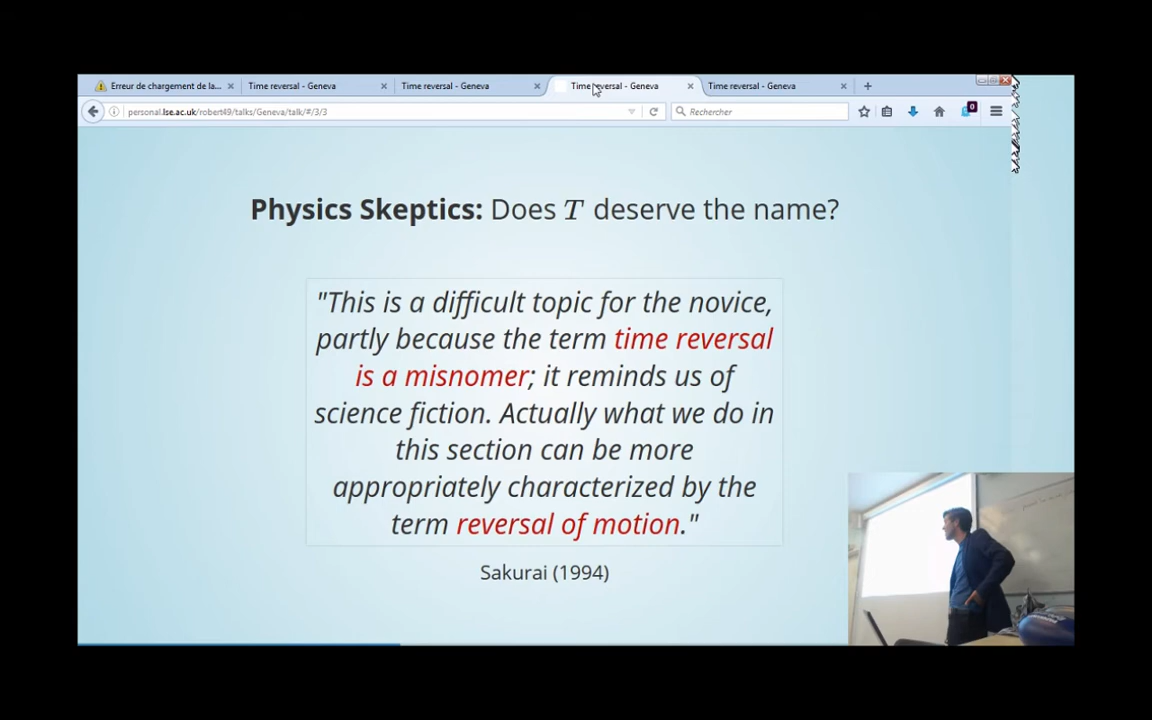 Erreur de chargement de la...
Time reversal - Geneva
Time reversal - Geneva
Time reversal - Geneva
Time reversal - Geneva
personal.lse.ac.uk/robert49/talks/Geneva/talk/#/3/3
Rechercher
0
Physics Skeptics: Does T deserve the name?
"This is a difficult topic for the novice,
partly because the term time reversal
is a misnomer; it reminds us of
science fiction. Actually what we do in
this section can be more
appropriately characterized by the
term reversal of motion."
Sakurai (1994)